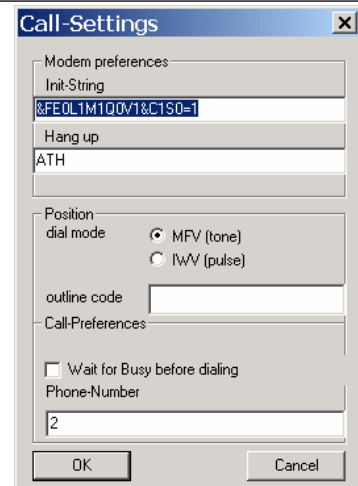 Call-Settings
Modem preferences
Init-String
&FE0L1M1Q0V1&C1S0=1
Hang up
ATH
Position
dial mode
MFV (tone)
IWV (pulse)
outline code
Call-Preferences
Wait for Busy before dialing
Phone-Number
2
OK Cancel